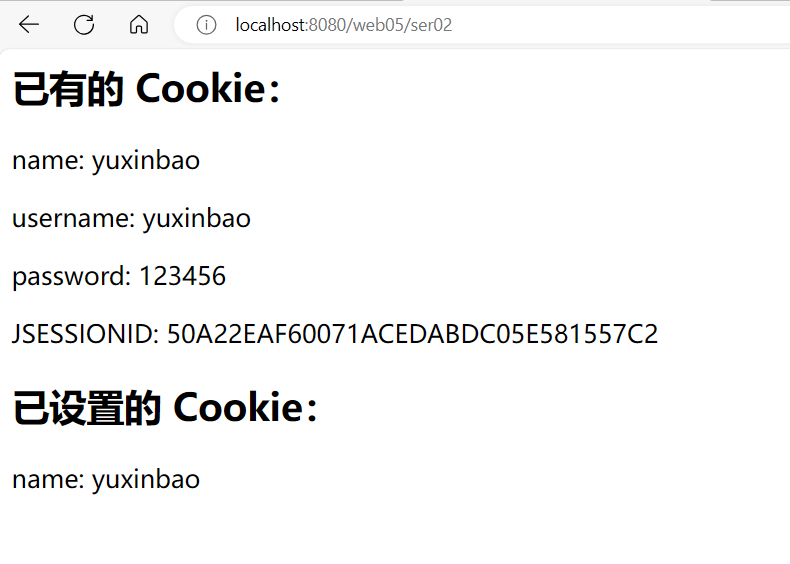 localhost:8080/web05/ser02
已有的 Cookie：
name: yuxinbao
username: yuxinbao
password: 123456
JSESSIONID: 50A22EAF60071ACEDABDC05E581557C2
已设置的 Cookie：
name: yuxinbao